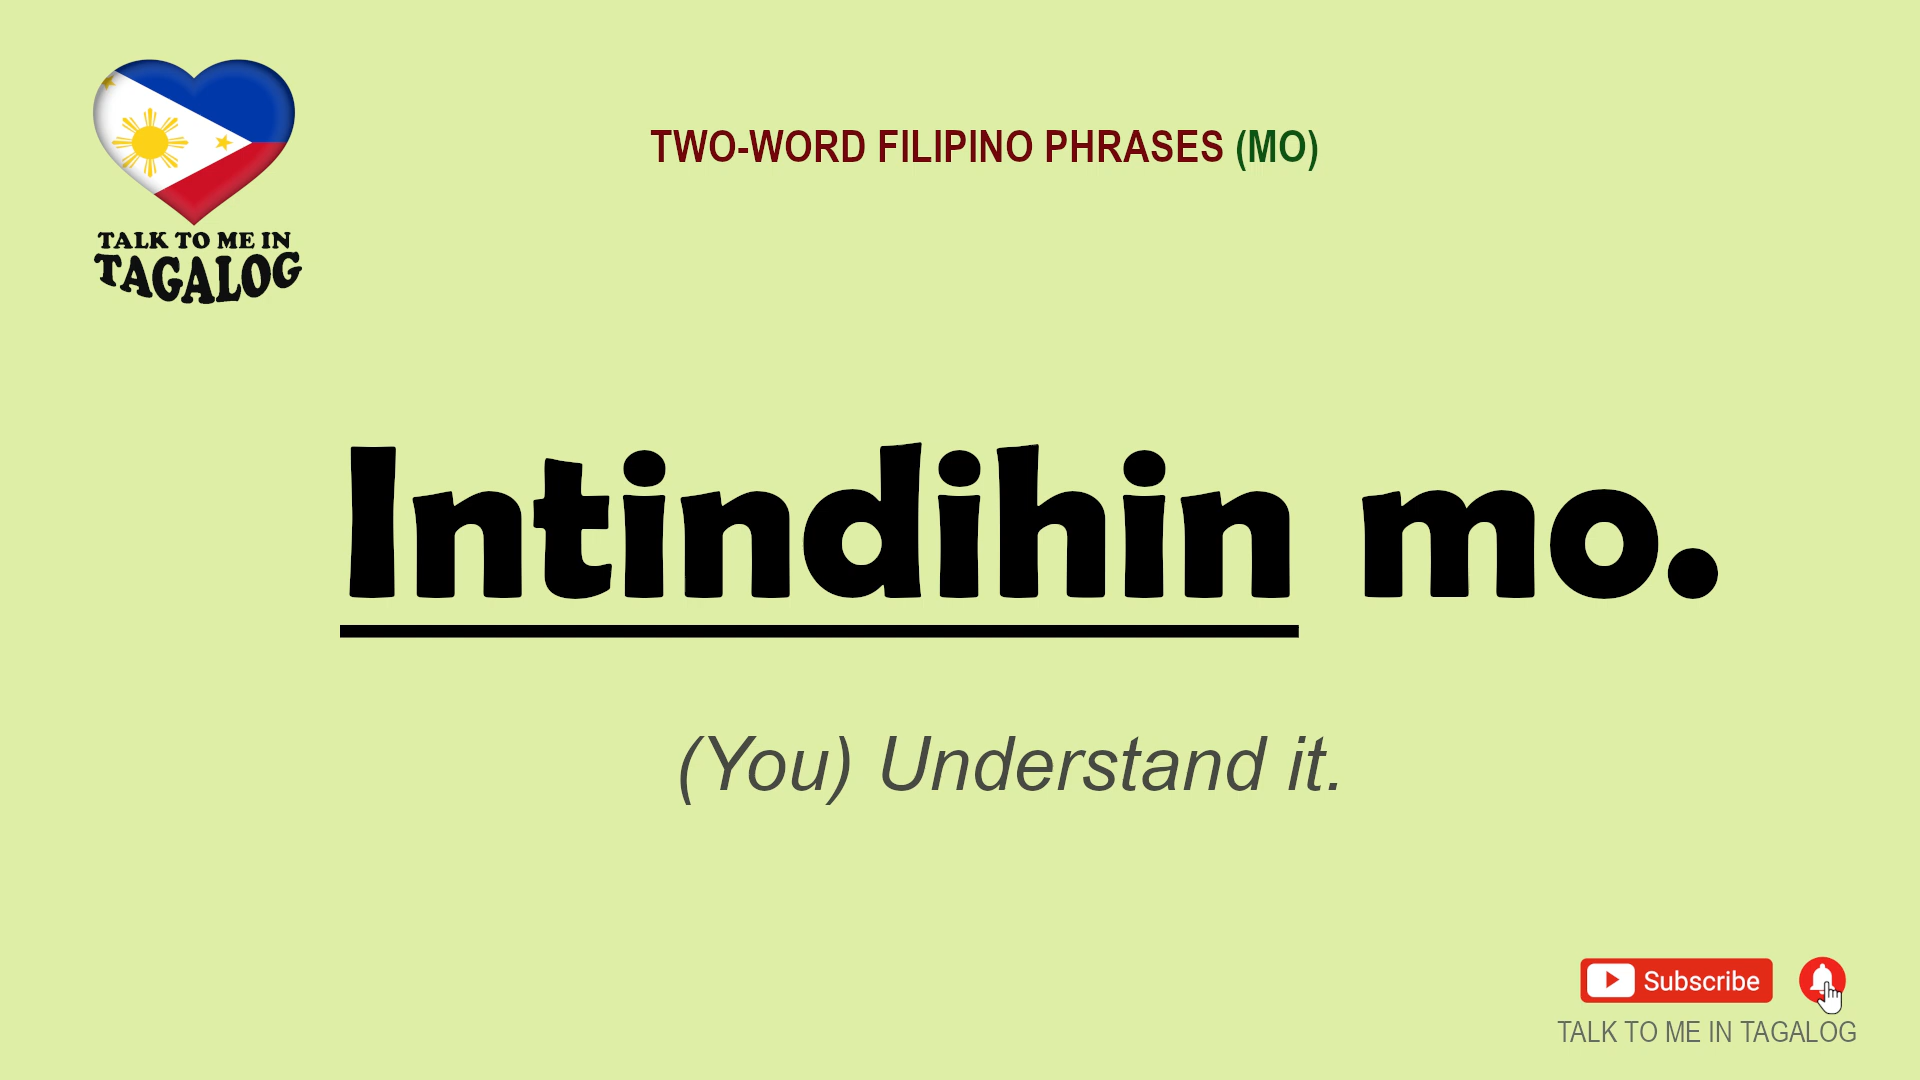 TALK TO ME IN
TAGALOG
TWO-WORD FILIPINO PHRASES (MO)
Intindihin mo.
(You) Understand it.
Subscribe
TALK TO ME IN TAGALOG